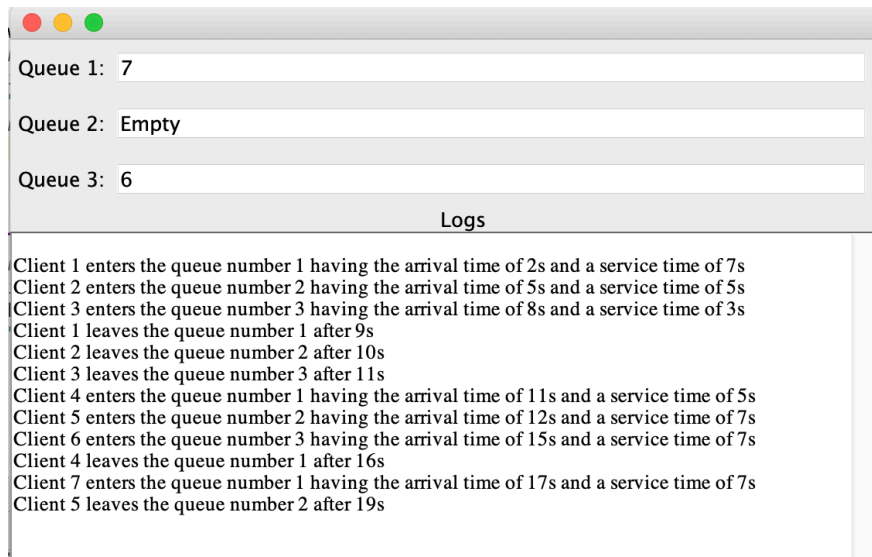 Queue 1: 7
Queue 2: Empty
Queue 3: 6
Logs
Client 1 enters the queue number 1 having the arrival time of 2s and a service time of 7s
Client 2 enters the queue number 2 having the arrival time of 5s and a service time of 5s
Client 3 enters the queue number 3 having the arrival time of 8s and a service time of 3s
Client 1 leaves the queue number 1 after 9s
Client 2 leaves the queue number 2 after 10s
Client 3 leaves the queue number 3 after 11s
Client 4 enters the queue number 1 having the arrival time of 11s and a service time of 5s
Client 5 enters the queue number 2 having the arrival time of 12s and a service time of 7s
Client 6 enters the queue number 3 having the arrival time of 15s and a service time of 7s
Client 4 leaves the queue number 1 after 16s
Client 7 enters the queue number 1 having the arrival time of 17s and a service time of 7s
Client 5 leaves the queue number 2 after 19s